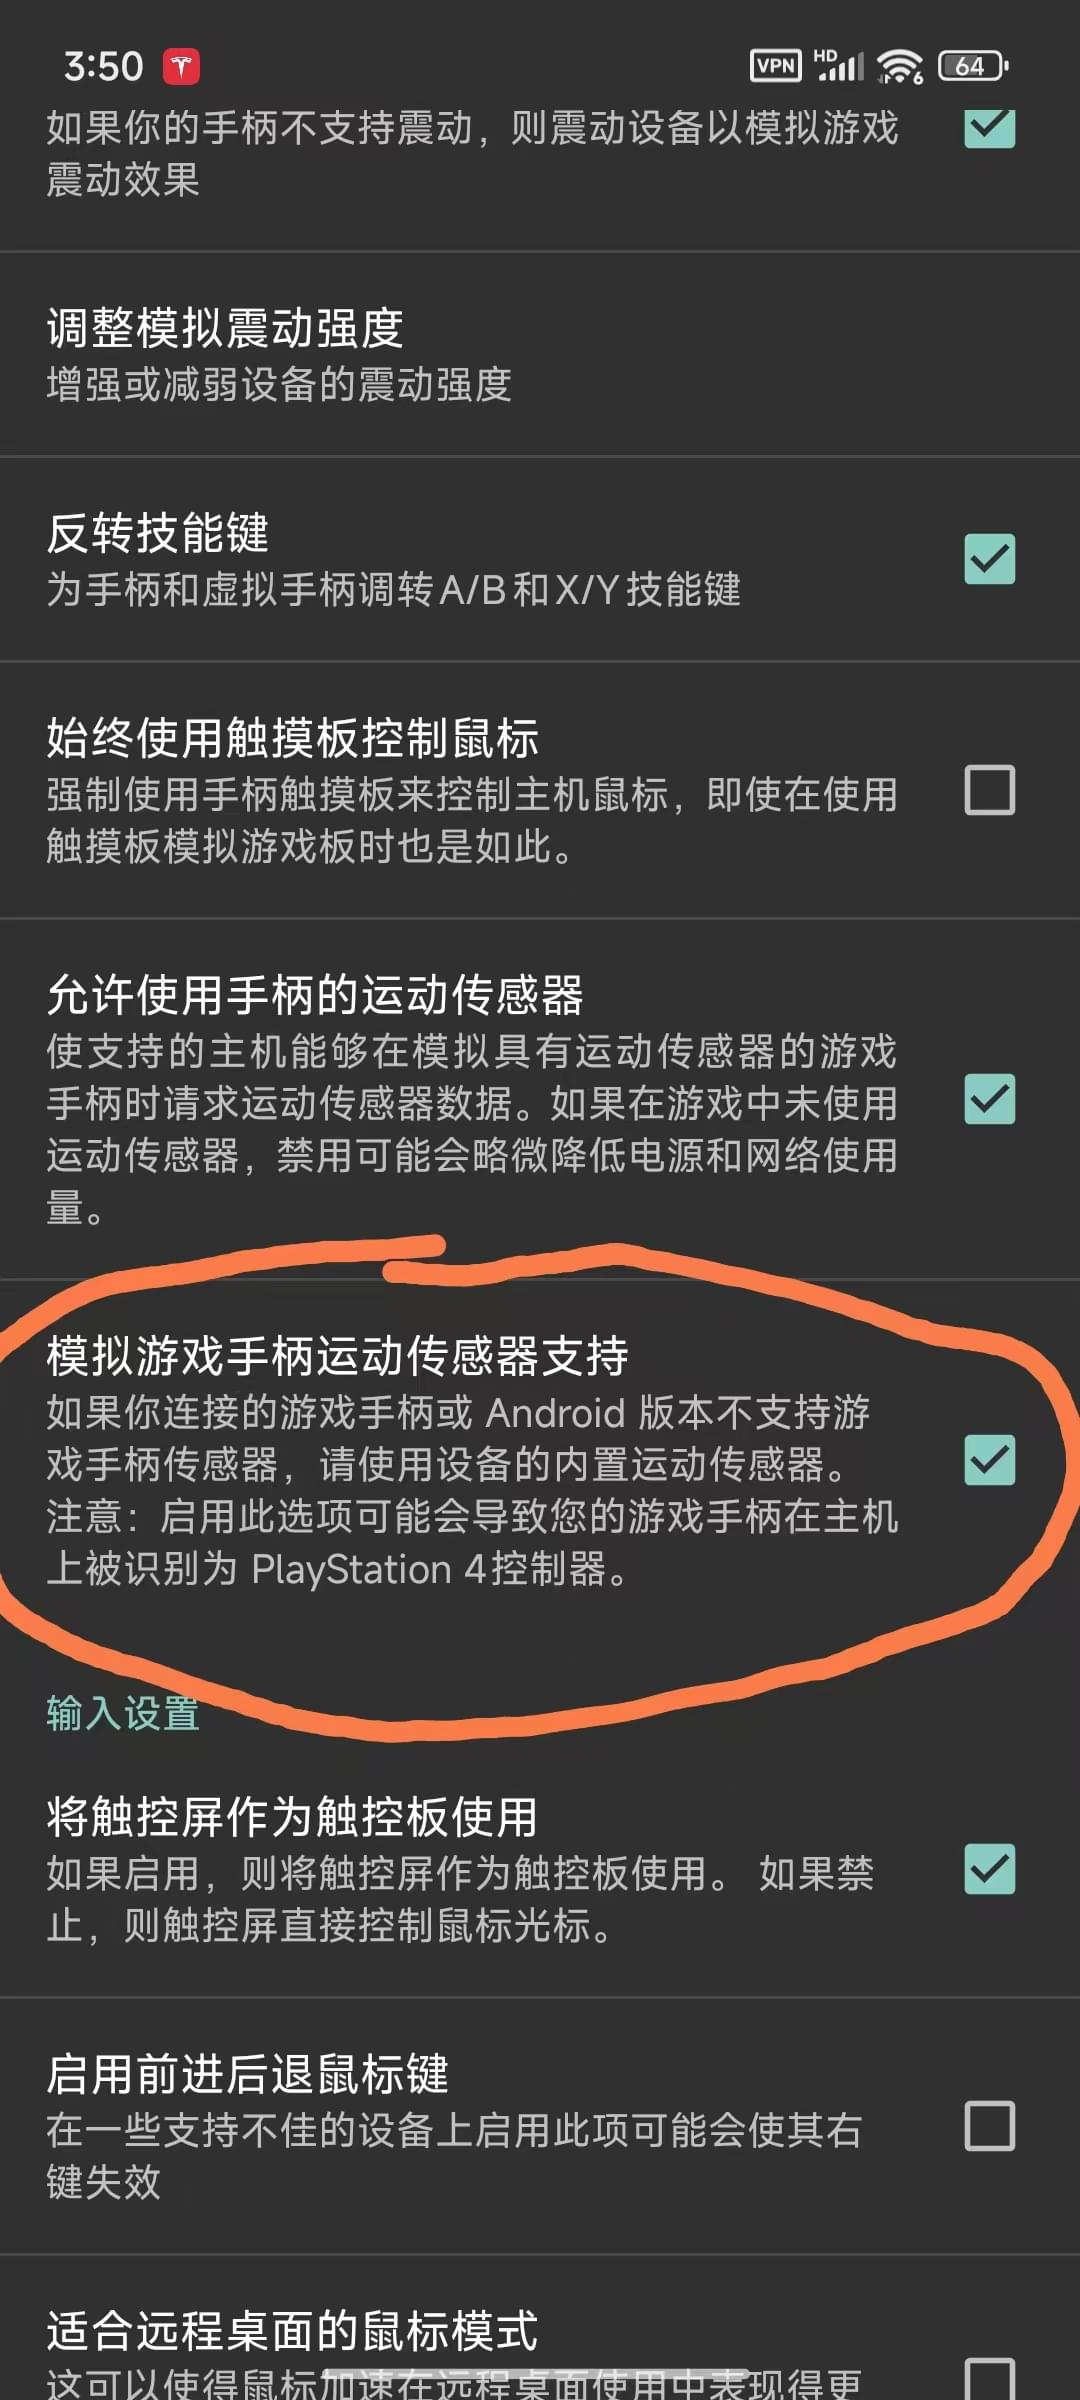 3:50
VPN HD 6 64
如果你的手柄不支持震动，则震动设备以模拟游戏
震动效果
调整模拟震动强度
增强或减弱设备的震动强度
反转技能键
为手柄和虚拟手柄调转A/B和X/Y技能键
始终使用触摸板控制鼠标
强制使用手柄触摸板来控制主机鼠标，即使在使用
触摸板模拟游戏板时也是如此。
允许使用手柄的运动传感器
使支持的主机能够在模拟具有运动传感器的游戏
手柄时请求运动传感器数据。如果在游戏中未使用
运动传感器，禁用可能会略微降低电源和网络使用
量。
模拟游戏手柄运动传感器支持
如果你连接的游戏手柄或 Android 版本不支持游
戏手柄传感器，请使用设备的内置运动传感器。
注意：启用此选项可能会导致您的游戏手柄在主机
上被识别为 PlayStation 4控制器。
输入设置
将触控屏作为触控板使用
如果启用，则将触控屏作为触控板使用。 如果禁
止，则触控屏直接控制鼠标光标。
启用前进后退鼠标键
在一些支持不佳的设备上启用此项可能会使其右
键失效
适合远程桌面的鼠标模式
这可以使得鼠标加速在远程桌面使用中表现得更